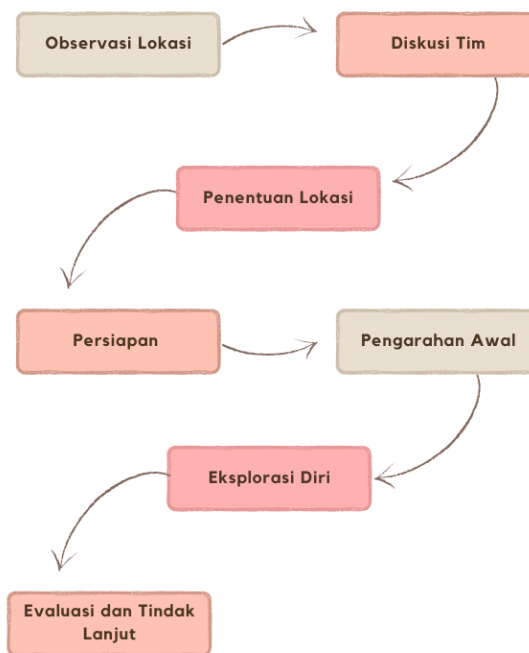 Observasi Lokasi
Diskusi Tim
Penentuan Lokasi
Persiapan
Pengarahan Awal
Eksplorasi Diri
Evaluasi dan Tindak
Lanjut